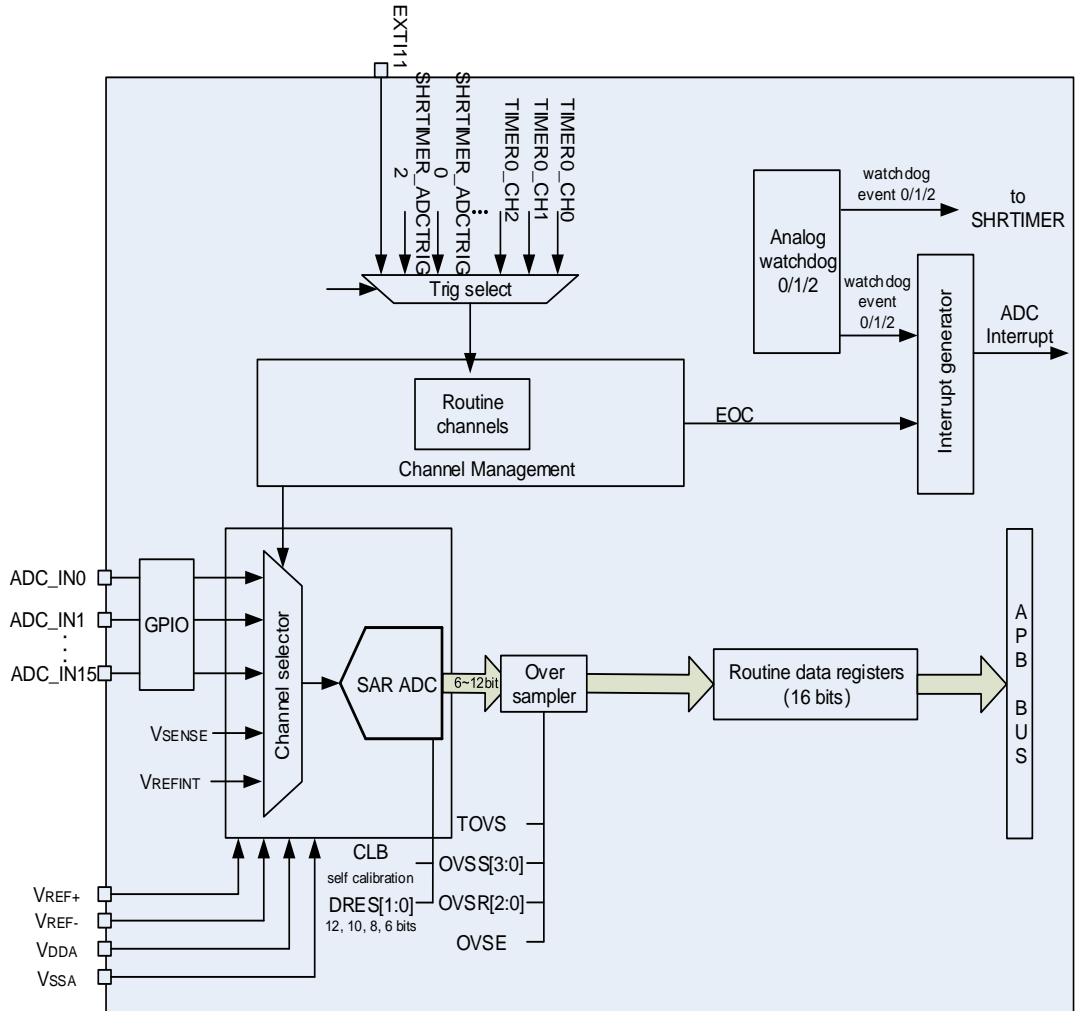 EXTI11
SHRTIMER_ADCTRIG
2
SHRTIMER_ADCTRIG
0
...
TIMER0_CH2
TIMER0_CH1
TIMER0_CH0
Trig select
Routine
channels
Channel Management
EOC
Analog
watchdog
0/1/2
watchdog
event 0/1/2
to
SHRTIMER
watchdog
event
0/1/2
Interrupt generator
ADC
Interrupt
ADC_IN0
ADC_IN1
ADC_IN15
GPIO
VSENSE
VREFINT
Channel selector
SAR ADC
6~12bit
Over
sampler
Routine data registers
(16 bits)
APB BUS
TOVS
OVSS[3:0]
OVSR[2:0]
OVSE
CLB
self calibration
DRES[1:0]
12, 10, 8, 6 bits
VREF+
VREF-
VDDA
VSSA